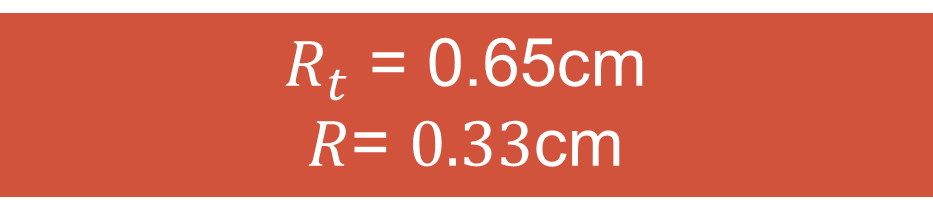 R_t = 0.65cm
R= 0.33cm